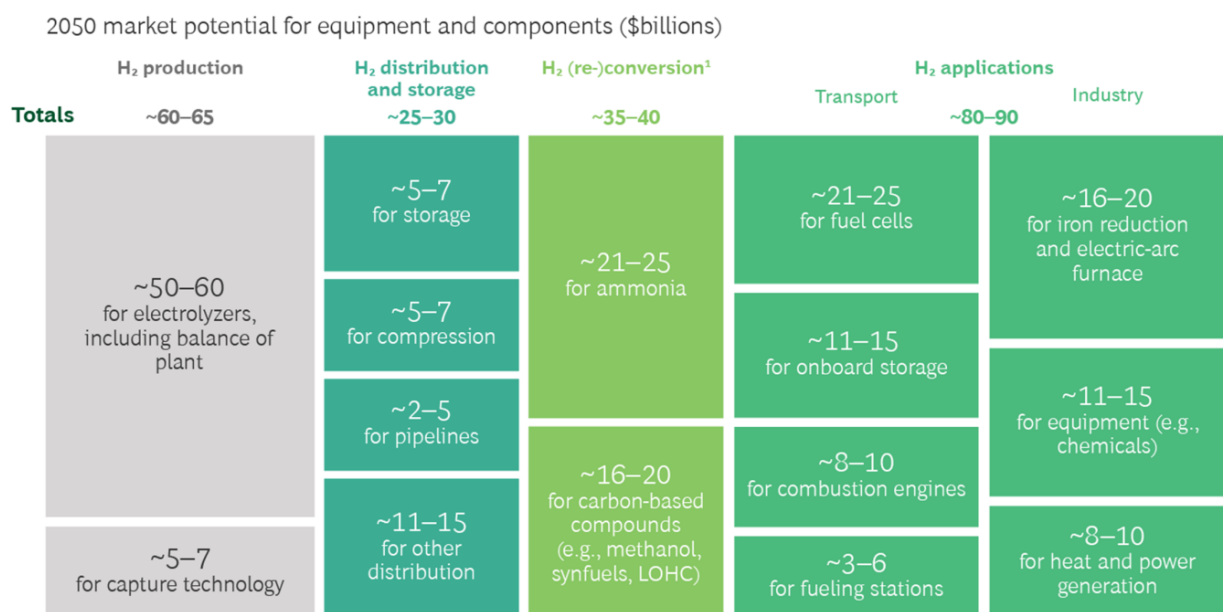 2050 market potential for equipment and components ($billions)
H₂ production
H₂ distribution
and storage
H₂ (re-)conversion¹
H₂ applications
Transport
Industry
Totals
~60–65
~25–30
~35–40
~80–90
~50–60
for electrolyzers,
including balance of
plant
~5–7
for capture technology
~5–7
for storage
~5–7
for compression
~2–5
for pipelines
~11–15
for other
distribution
~21–25
for ammonia
~16–20
for carbon-based
compounds
(e.g., methanol,
synfuels, LOHC)
~21–25
for fuel cells
~11–15
for onboard storage
~8–10
for combustion engines
~3–6
for fueling stations
~16–20
for iron reduction
and electric-arc
furnace
~11–15
for equipment (e.g.,
chemicals)
~8–10
for heat and power
generation